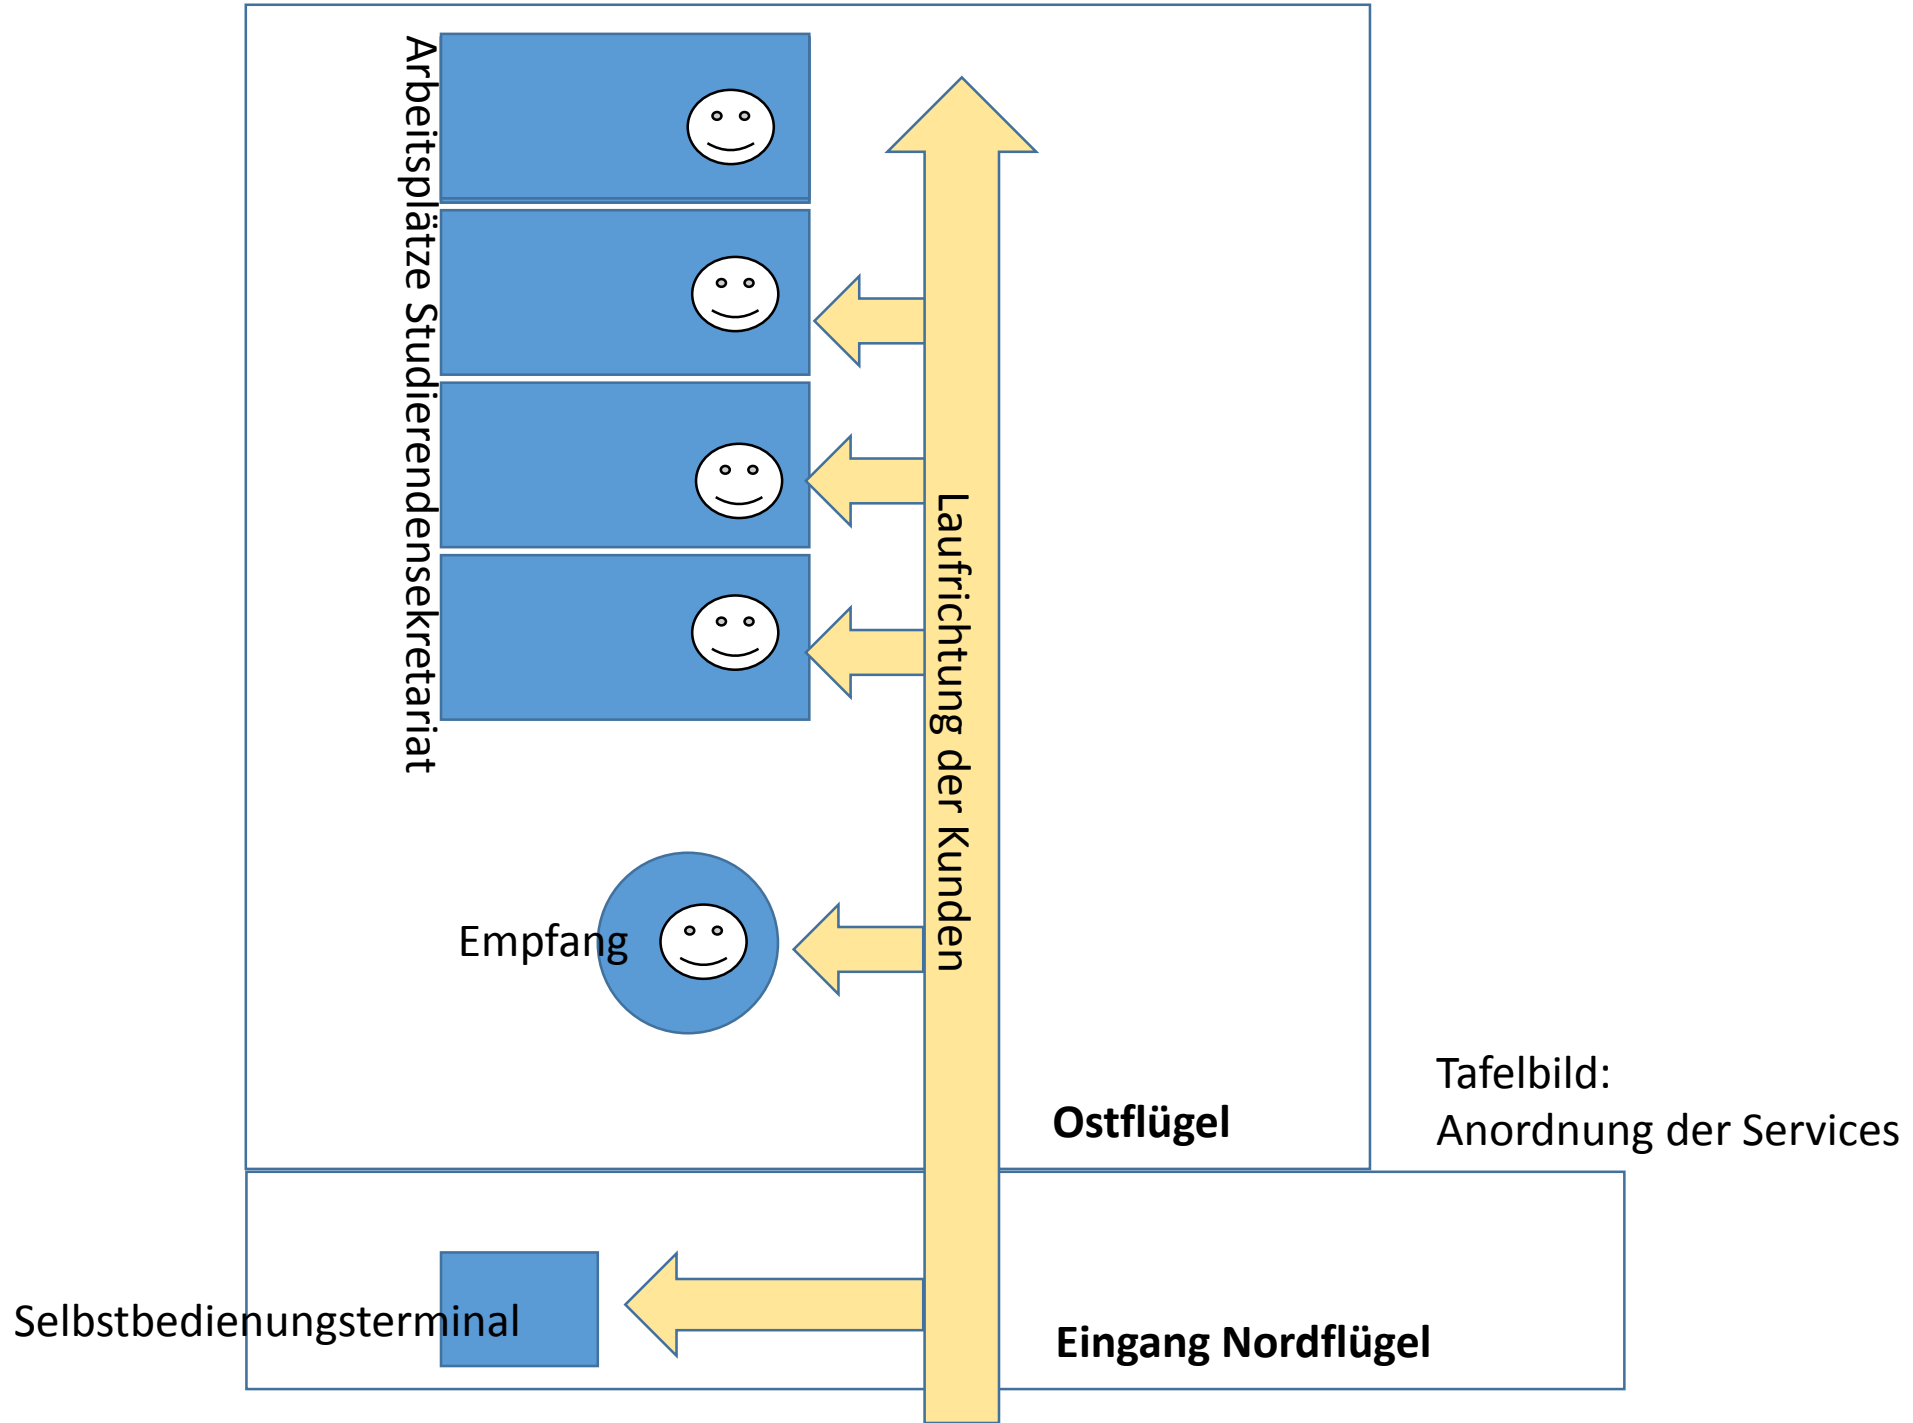 Arbeitsplätze Studierendensekretariat
Laufrichtung der Kunden
Empfang
Ostflügel
Tafelbild:
Anordnung der Services
Selbstbedienungsterminal
Eingang Nordflügel